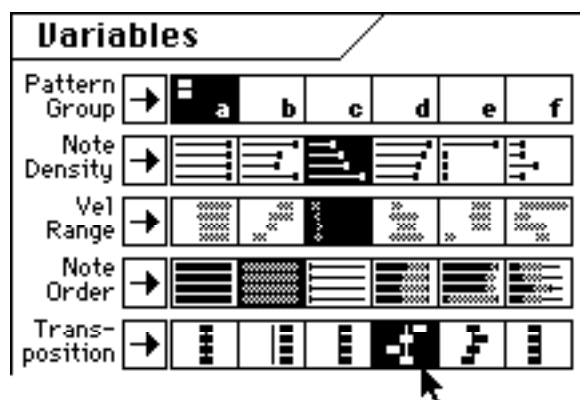 Variables
Pattern
Group
a b c d e f
Note
Density
Vel
Range
Note
Order
Trans-
position